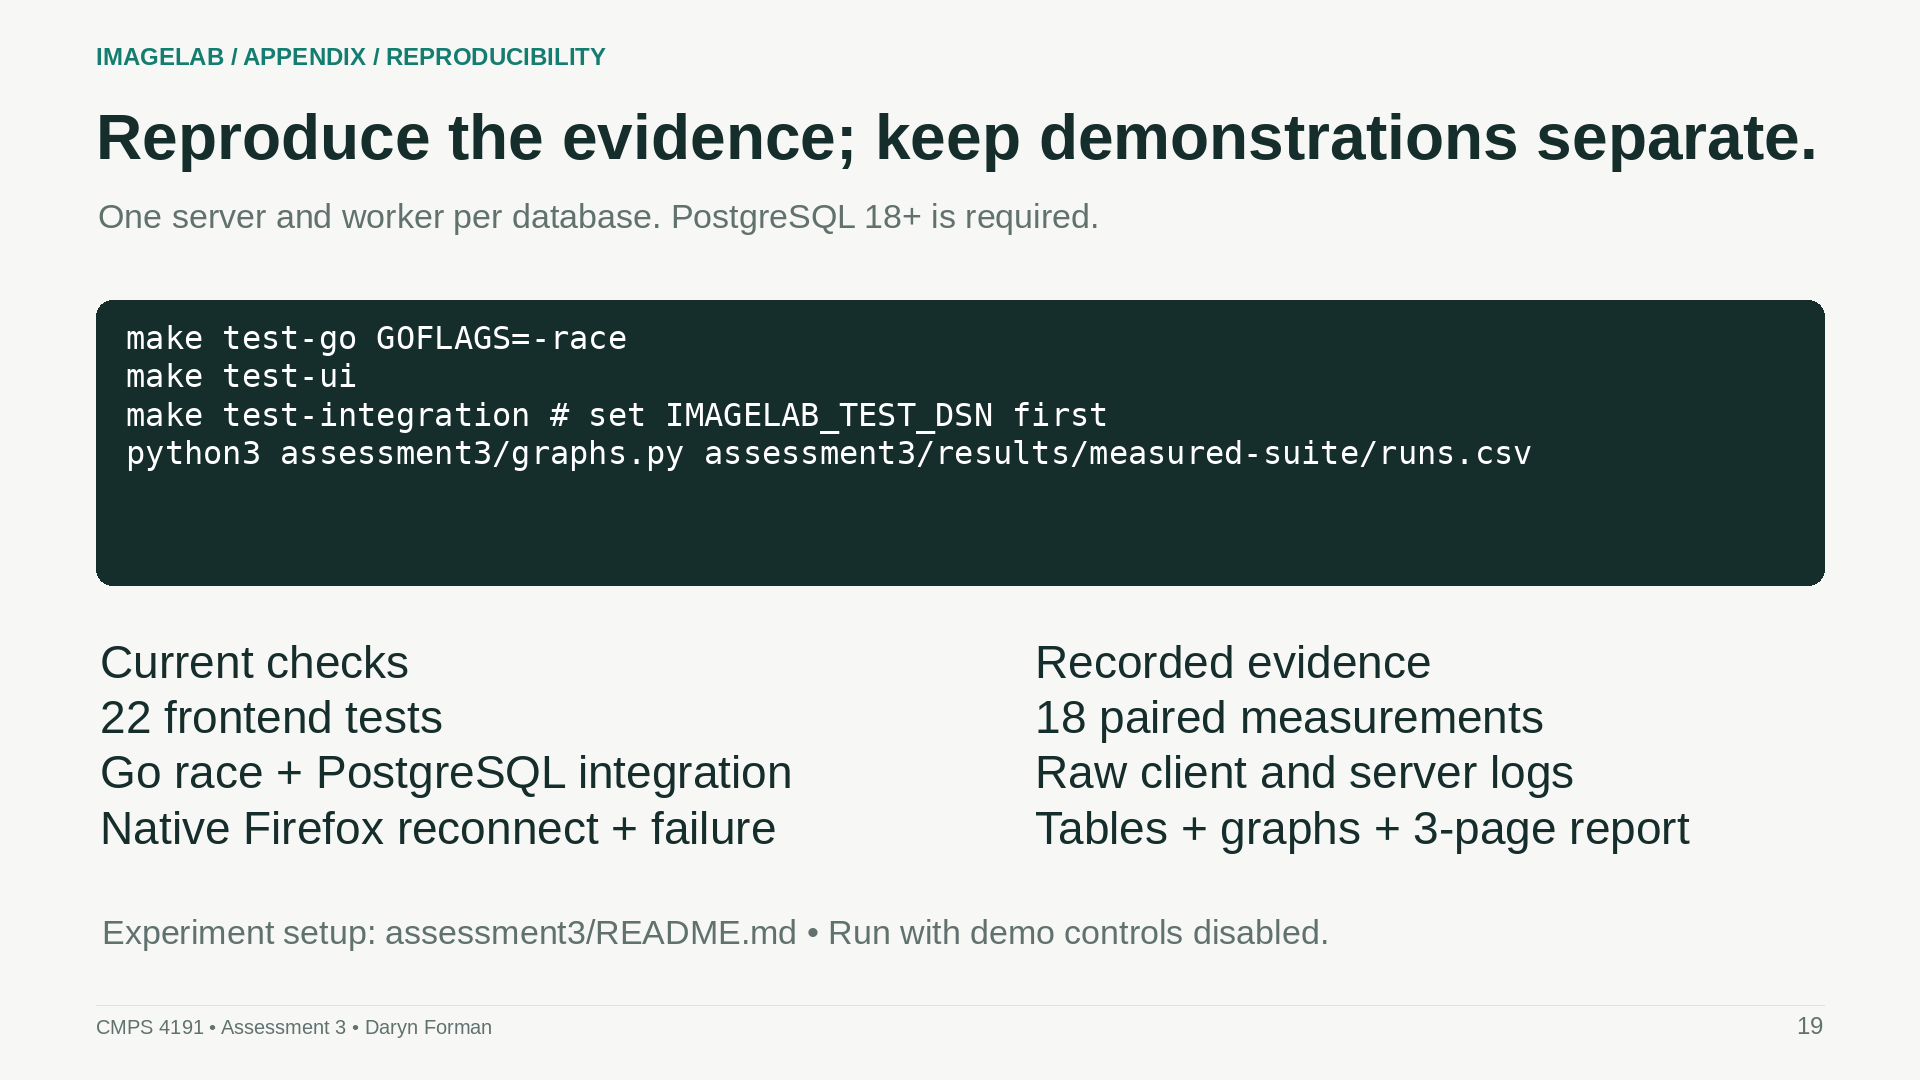 IMAGELAB / APPENDIX / REPRODUCIBILITY
Reproduce the evidence; keep demonstrations separate.
One server and worker per database. PostgreSQL 18+ is required.
make test-go GOFLAGS=-race
make test-ui
make test-integration # set IMAGELAB_TEST_DSN first
python3 assessment3/graphs.py assessment3/results/measured-suite/runs.csv
Current checks
22 frontend tests
Go race + PostgreSQL integration
Native Firefox reconnect + failure
Recorded evidence
18 paired measurements
Raw client and server logs
Tables + graphs + 3-page report
Experiment setup: assessment3/README.md • Run with demo controls disabled.
CMPS 4191 • Assessment 3 • Daryn Forman
19